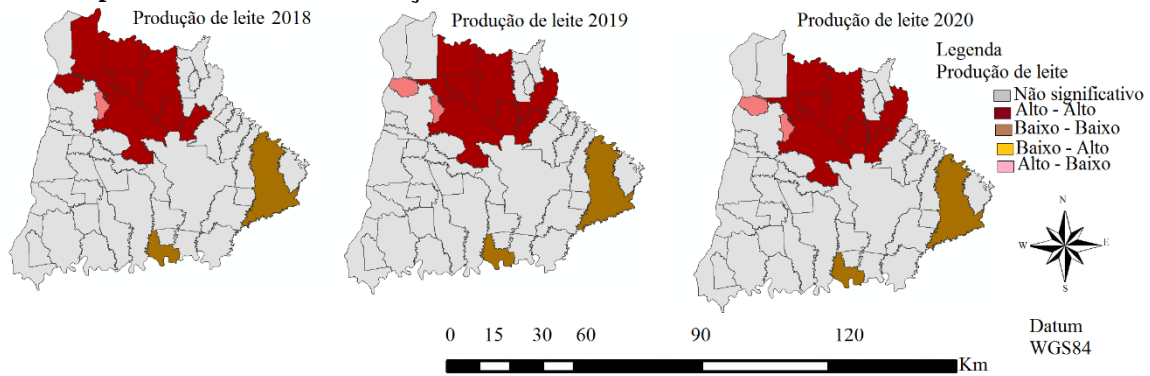 Produção de leite 2018
Produção de leite 2019
Produção de leite 2020
Legenda
Produção de leite
Não significativo
Alto - Alto
Baixo - Baixo
Baixo - Alto
Alto - Baixo
N
W E
S
0 15 30 60 90 120
Km
Datum
WGS84